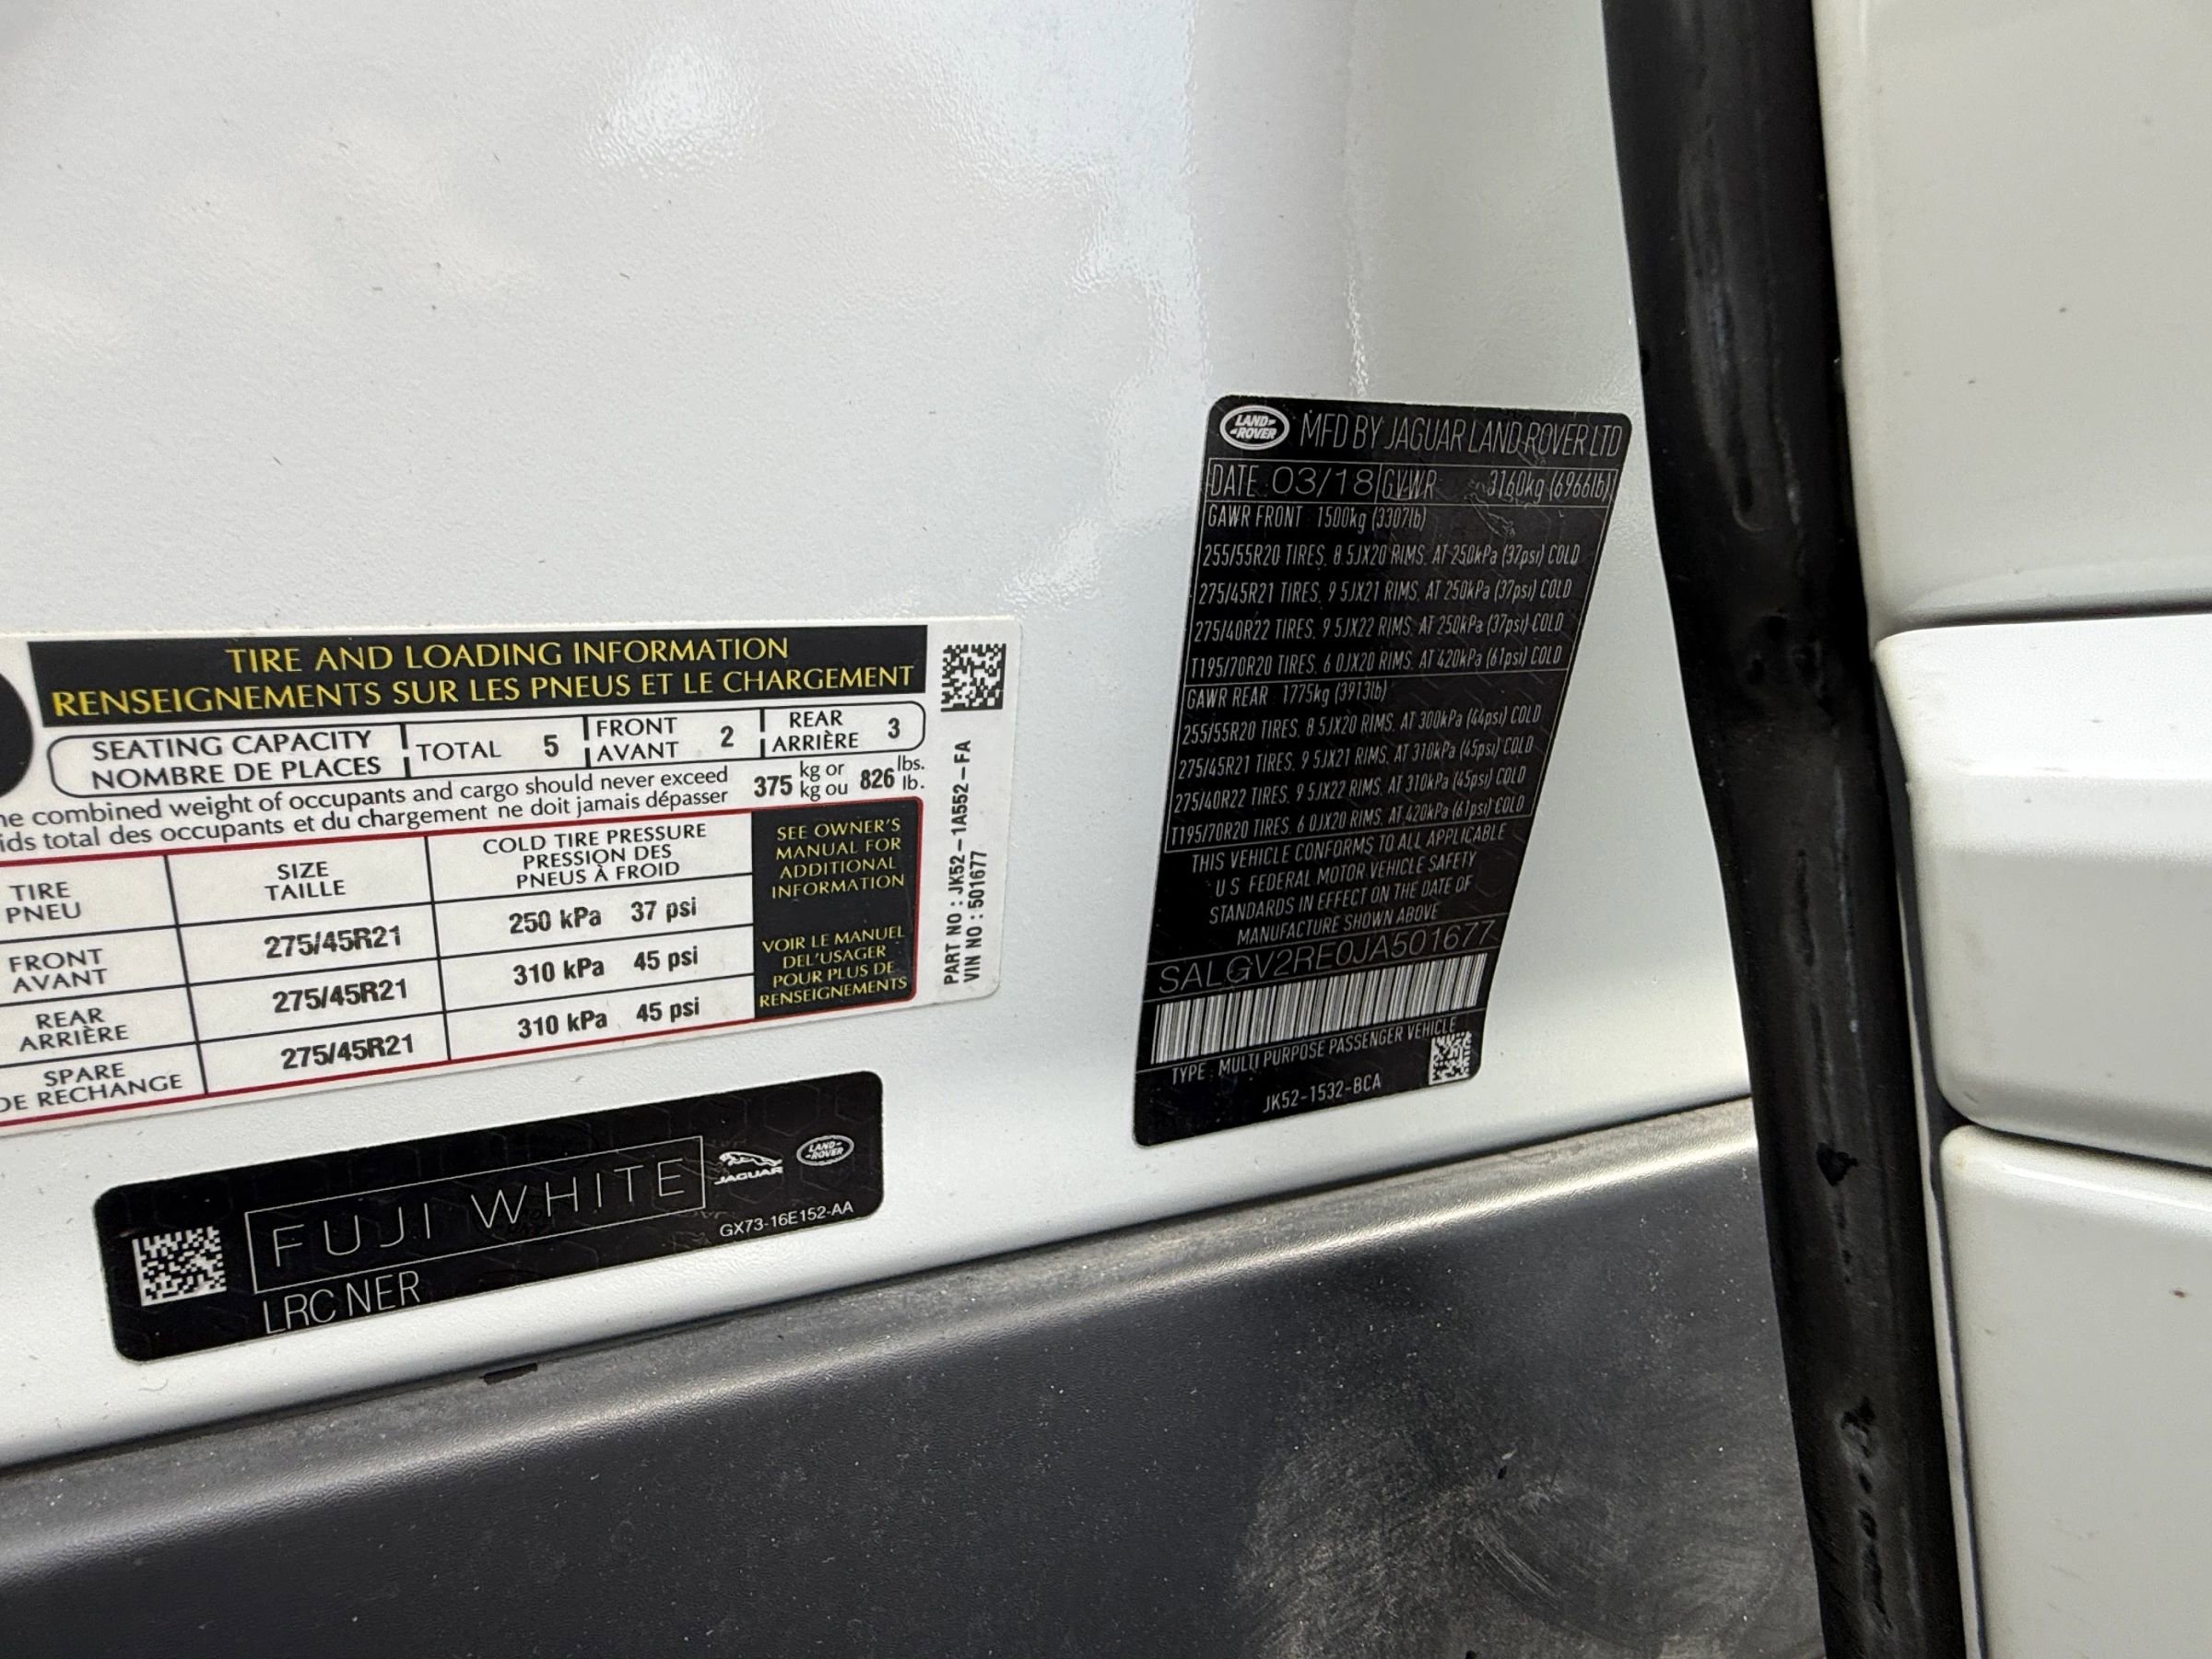 TIRE AND LOADING INFORMATION
RENSEIGNEMENTS SUR LES PNEUS ET LE CHARGEMENT
SEATING CAPACITY
NOMBRE DE PLACES
TOTAL 5
FRONT
AVANT 2
REAR
ARRIÈRE 3
combined weight of occupants and cargo should never exceed 375 kg or 826 lbs.
total des occupants et du chargement ne doit jamais dépasser kg ou lb.
TIRE
PNEU
SIZE
TAILLE
COLD TIRE PRESSURE
PRESSION DES
PNEUS À FROID
FRONT
AVANT
275/45R21 250 kPa 37 psi
REAR
ARRIÈRE
275/45R21 310 kPa 45 psi
SPARE
DE RECHANGE
275/45R21 310 kPa 45 psi
SEE OWNER'S
MANUAL FOR
ADDITIONAL
INFORMATION
VOIR LE MANUEL
DEL'USAGER
POUR PLUS DE
RENSEIGNEMENTS
PART NO : JK52 – 1A552 – FA
VIN NO : 501677
FUJI WHITE
JAGUAR
LAND-
-ROVER
LRC NER
GX73-16E152-AA
LAND-
-ROVER
MFD BY JAGUAR LAND ROVER LTD
DATE 03/18 GVWR 3160kg (6966lb)
GAWR FRONT 1500kg (3307lb)
255/55R20 TIRES, 8.5JX20 RIMS, AT 250kPa (37psi) COLD
275/45R21 TIRES, 9.5JX21 RIMS, AT 250kPa (37psi) COLD
275/40R22 TIRES, 9.5JX22 RIMS, AT 250kPa (37psi) COLD
T195/70R20 TIRES, 6.0JX20 RIMS, AT 420kPa (61psi) COLD
GAWR REAR 1775kg (3913lb)
255/55R20 TIRES, 8.5JX20 RIMS, AT 300kPa (44psi) COLD
275/45R21 TIRES, 9.5JX21 RIMS, AT 310kPa (45psi) COLD
275/40R22 TIRES, 9.5JX22 RIMS, AT 310kPa (45psi) COLD
T195/70R20 TIRES, 6.0JX20 RIMS, AT 420kPa (61psi) COLD
THIS VEHICLE CONFORMS TO ALL APPLICABLE
U.S. FEDERAL MOTOR VEHICLE SAFETY
STANDARDS IN EFFECT ON THE DATE OF
MANUFACTURE SHOWN ABOVE
SALGV2RE0JA501677
TYPE : MULTI PURPOSE PASSENGER VEHICLE
JK52-1532-BCA